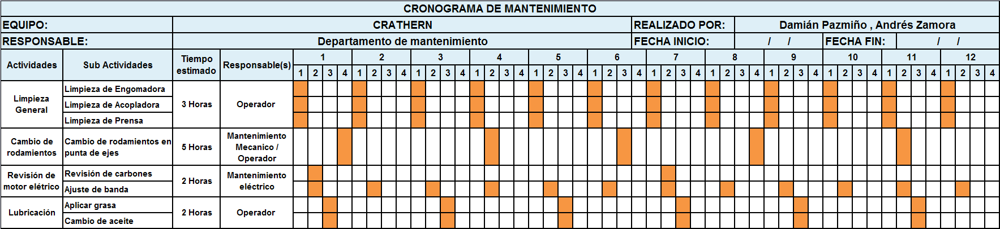 CRONOGRAMA DE MANTENIMIENTO
EQUIPO: CRATHERN REALIZADO POR: Damián Pazmiño , Andrés Zamora
RESPONSABLE: Departamento de mantenimiento FECHA INICIO: / / FECHA FIN: / /
Actividades Sub Actividades Tiempo estimado Responsable(s) 1 2 3 4 5 6 7 8 9 10 11 12
1 2 3 4 1 2 3 4 1 2 3 4 1 2 3 4 1 2 3 4 1 2 3 4 1 2 3 4 1 2 3 4 1 2 3 4 1 2 3 4 1 2 3 4 1 2 3 4
Limpieza General
Limpieza de Engomadora
Limpieza de Acopladora
Limpieza de Prensa
3 Horas
Operador
Cambio de rodamientos
Cambio de rodamientos en
punta de ejes
5 Horas
Mantenimiento
Mecanico /
Operador
Revisión de
motor elétrico
Revisión de carbones
Ajuste de banda
2 Horas
Mantenimiento
eléctrico
Lubricación
Aplicar grasa
Cambio de aceite
2 Horas
Operador